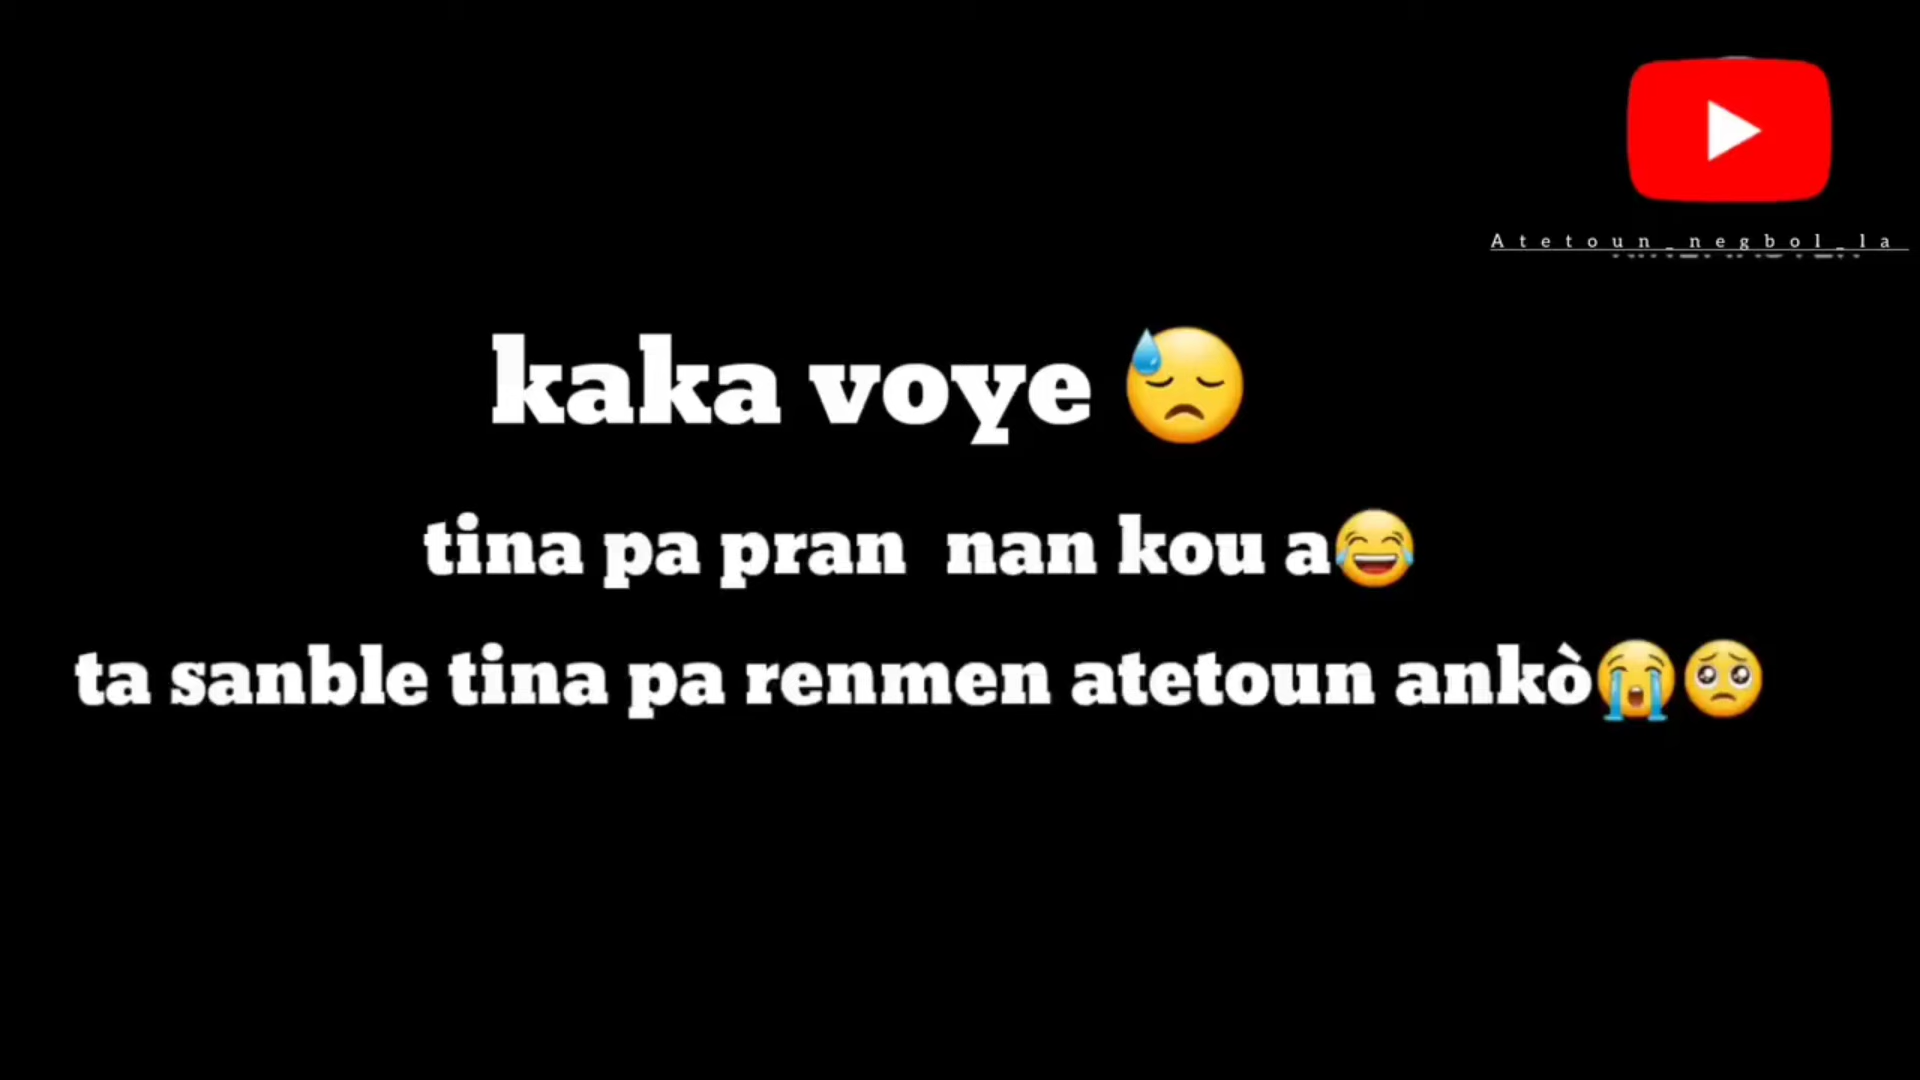 Atetoun_negbol_la
kaka voye 😓
tina pa pran nan kou a😂
ta sanble tina pa renmen atetoun ankò😭🥺